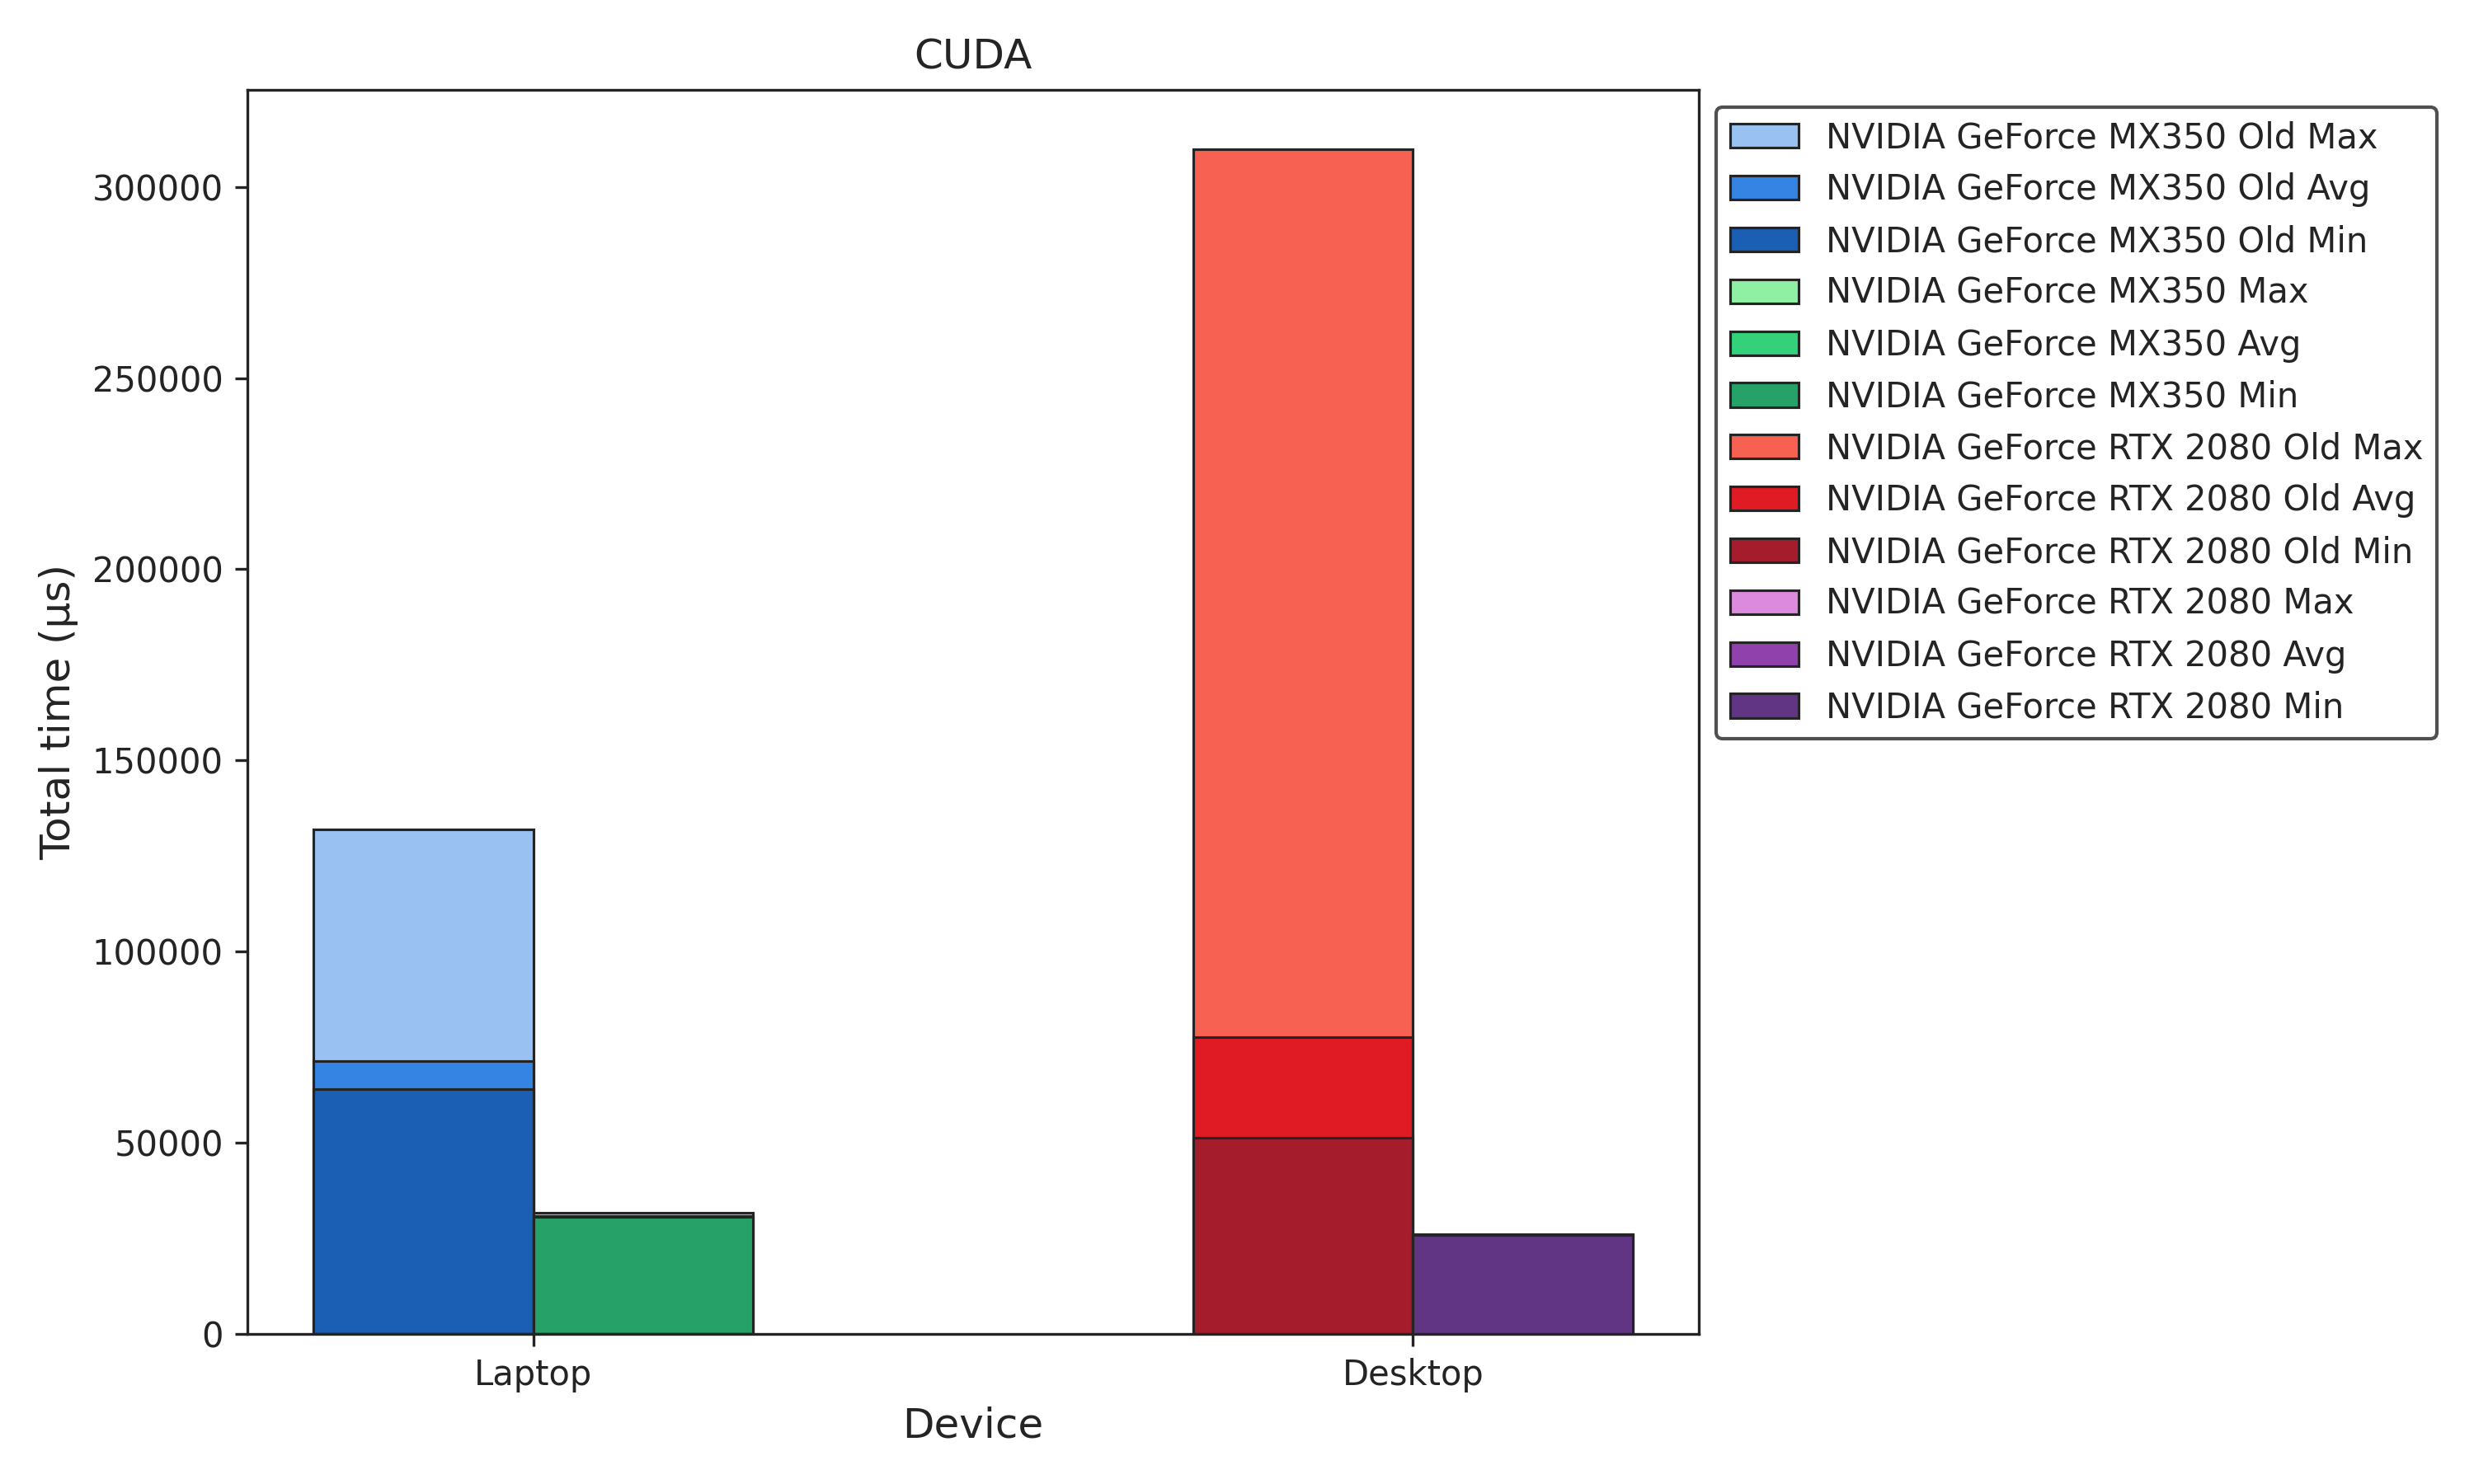 CUDA
300000
250000
200000
150000
100000
50000
0
Total time (µs)
Laptop
Desktop
Device
NVIDIA GeForce MX350 Old Max
NVIDIA GeForce MX350 Old Avg
NVIDIA GeForce MX350 Old Min
NVIDIA GeForce MX350 Max
NVIDIA GeForce MX350 Avg
NVIDIA GeForce MX350 Min
NVIDIA GeForce RTX 2080 Old Max
NVIDIA GeForce RTX 2080 Old Avg
NVIDIA GeForce RTX 2080 Old Min
NVIDIA GeForce RTX 2080 Max
NVIDIA GeForce RTX 2080 Avg
NVIDIA GeForce RTX 2080 Min